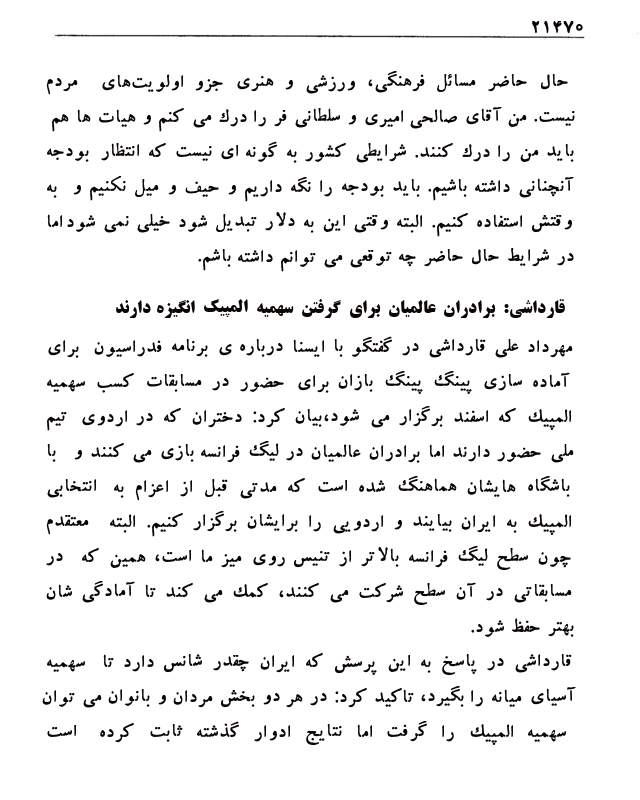 ۲۱۴۷۰
حال حاضر مسائل فرهنگی، ورزشی و هنری جزو اولویت‌های مردم
نیست. من آقای صالحی امیری و سلطانی فر را درك می کنم و هیات ها هم
باید من را درك کنند. شرایطی کشور به گونه ای نیست که انتظار بودجه
آنچنانی داشته باشیم. باید بودجه را نگه داریم و حیف و میل نکنیم و به
وقتش استفاده کنیم. البته وقتی این به دلار تبدیل شود خیلی نمی شود اما
در شرایط حال حاضر چه توقعی می توانم داشته باشم.
قارداشی: برادران عالمیان برای گرفتن سهمیه المپیک انگیزه دارند
مهرداد علی قارداشی در گفتگو با ایسنا درباره ی برنامه فدراسیون برای
آماده سازی پینگ پینگ بازان برای حضور در مسابقات کسب سهمیه
المپیك که اسفند برگزار می شود،بیان کرد: دختران که در اردوی تیم
ملی حضور دارند اما برادران عالمیان در لیگ فرانسه بازی می کنند و با
باشگاه هایشان هماهنگ شده است که مدتی قبل از اعزام به انتخابی
المپیك به ایران بیایند و اردویی را برایشان برگزار کنیم. البته معتقدم
چون سطح لیگ فرانسه بالاتر از تنیس روی میز ما است، همین که در
مسابقاتی در آن سطح شرکت می کنند، کمك می کند تا آمادگی شان
بهتر حفظ شود.
قارداشی در پاسخ به این پرسش که ایران چقدر شانس دارد تا سهمیه
آسیای میانه را بگیرد، تاکید کرد: در هر دو بخش مردان و بانوان می توان
سهمیه المپیك را گرفت اما نتایج ادوار گذشته ثابت کرده است